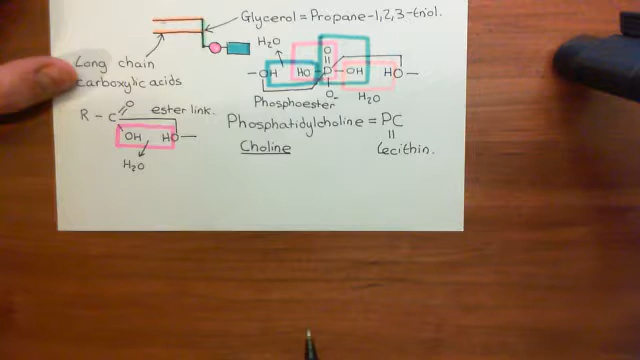 Glycerol = Propane-1,2,3-triol.
Long chain
carboxylic acids
H₂O
O
-OH HO-P-OH HO-
O-
H₂O
Phosphoester
R-C
O
ester link.
OH HO-
H₂O
Phosphatidylcholine = PC
Choline
Lecithin.